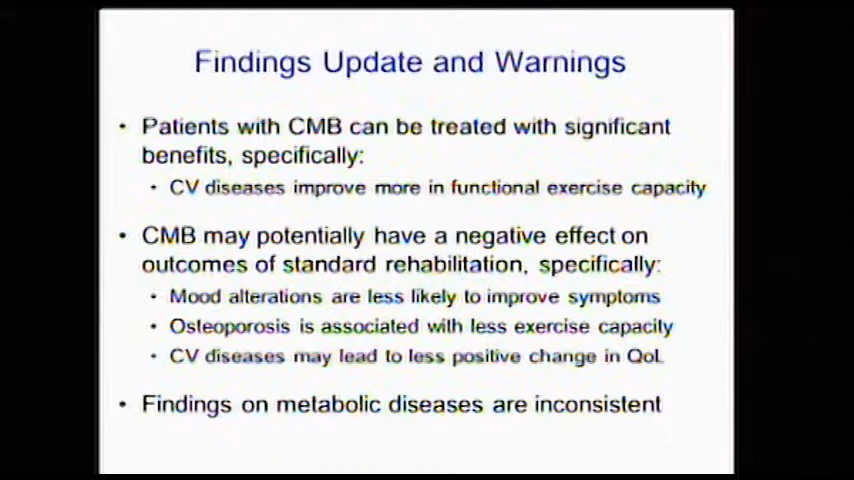 Findings Update and Warnings
• Patients with CMB can be treated with significant
benefits, specifically:
• CV diseases improve more in functional exercise capacity
• CMB may potentially have a negative effect on
outcomes of standard rehabilitation, specifically:
• Mood alterations are less likely to improve symptoms
• Osteoporosis is associated with less exercise capacity
• CV diseases may lead to less positive change in QoL
• Findings on metabolic diseases are inconsistent